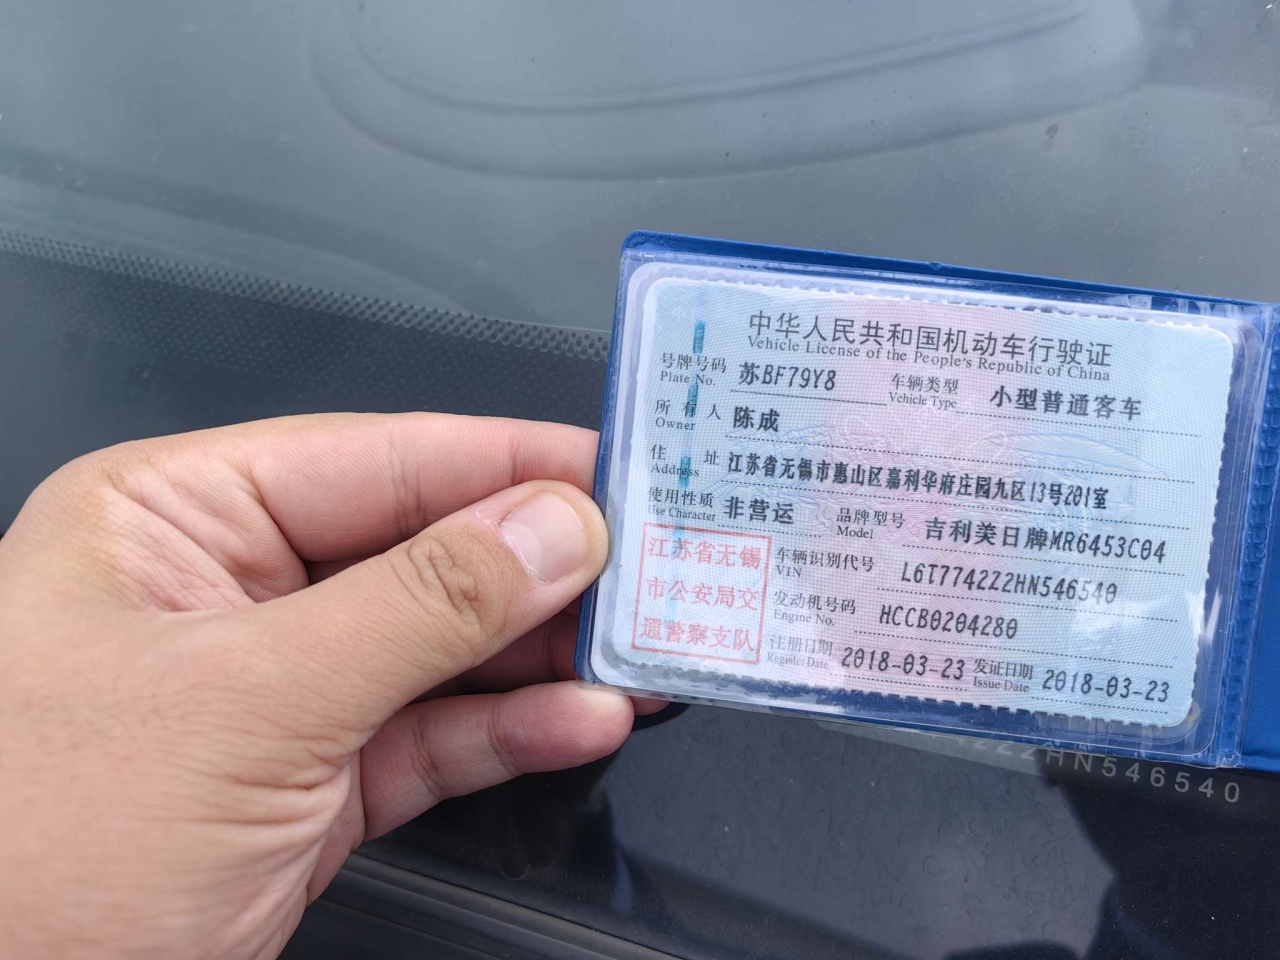 中华人民共和国机动车行驶证
Vehicle License of the People's Republic of China
号牌号码 苏BF79Y8 车辆类型 小型普通客车
Plate No. Vehicle Type
所有人 陈成
Owner
住址 江苏省无锡市惠山区嘉利华府庄园九区13号201室
Address
使用性质 非营运 品牌型号 吉利美日牌MR6453C04
Use Character Model
江苏省无锡
市公安局交
通警察支队
车辆识别代号 L6T7742Z2HN546540
VIN
发动机号码 HCCB0204280
Engine No.
注册日期 2018-03-23 发证日期 2018-03-23
Register Date Issue Date
2Z2HN546540